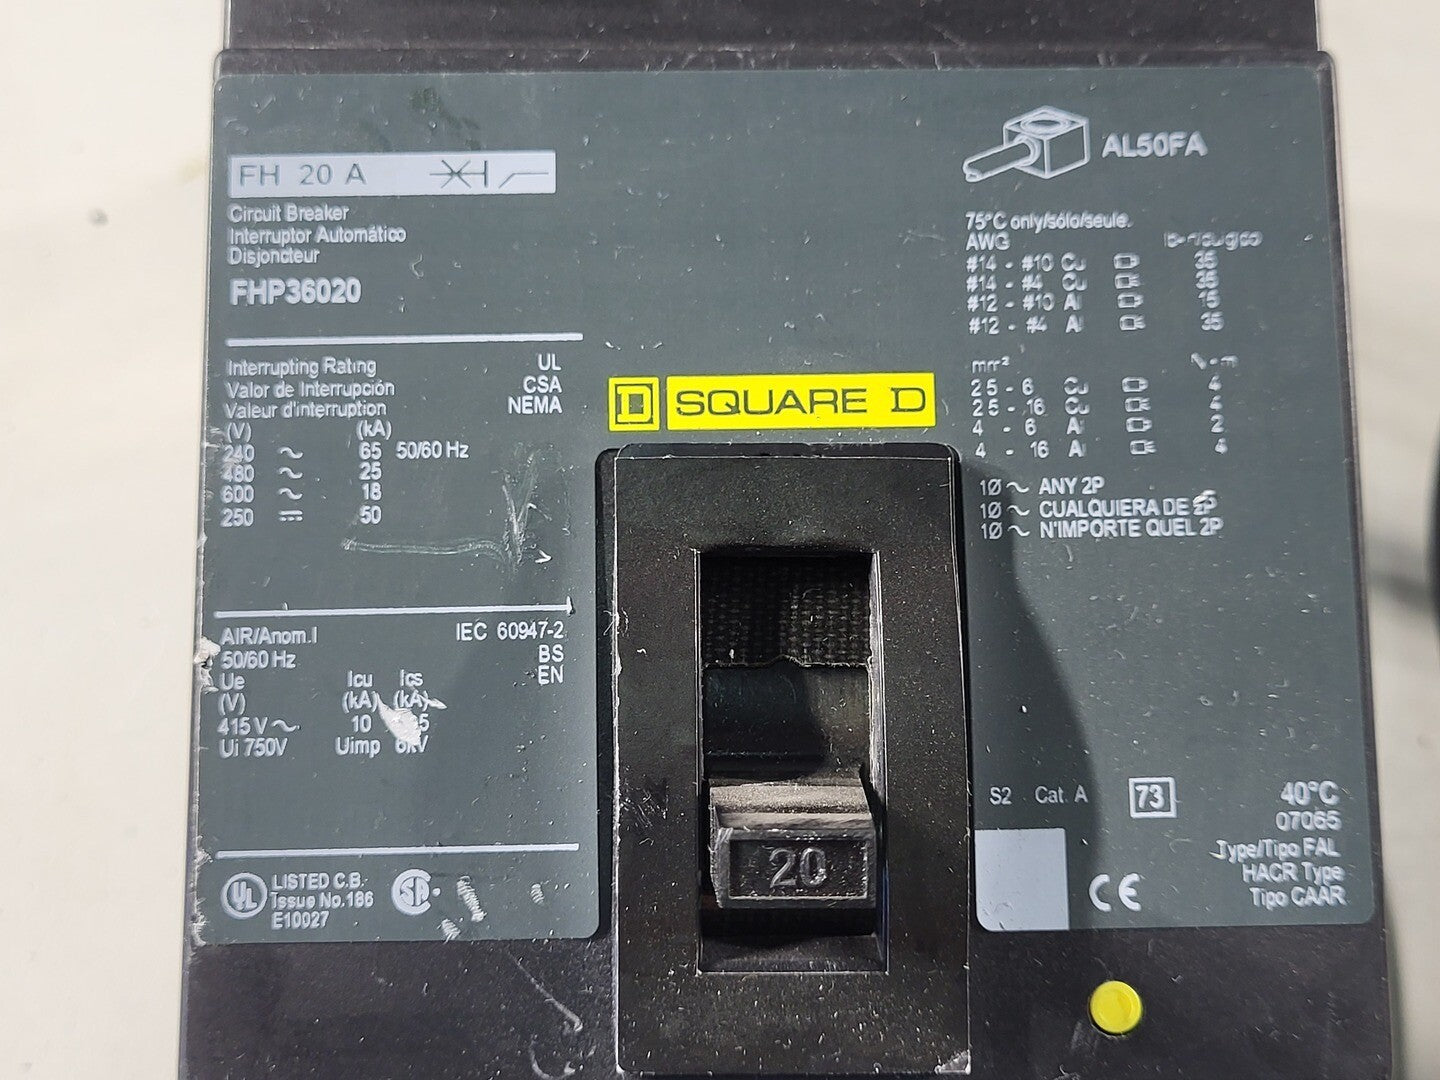 FH 20 A
Circuit Breaker
Interruptor Automático
Disjoncteur
FHP36020
Interrupting Rating UL
Valor de Interrupción CSA
Valeur d'interruption NEMA
(V) (kA)
240 ~ 65 50/60 Hz
480 ~ 25
600 ~ 18
250 50
AIR/Anom.I IEC 60947-2
50/60 Hz BS
Ue Icu Ics EN
(V) (kA) (kA)
415 V ~ 10
Ui 750V Uimp 6kV
UL LISTED C.B.
Issue No.186
E10027
D SQUARE D
20
AL50FA
75°C only/sólo/seule.
AWG
#14 - #10 Cu 35
#14 - #4 Cu 35
#12 - #10 Al 15
#12 - #4 Al 35
mm²
2.5 - 6 Cu 4
2.5 - 16 Cu 4
4 - 6 Al 2
4 - 16 Al 4
1Ø ~ ANY 2P
1Ø ~ CUALQUIERA DE 2P
1Ø ~ N'IMPORTE QUEL 2P
S2 Cat. A 73 40°C
07065
Type/Tipo FAL
HACR Type
Tipo CAAR
CE